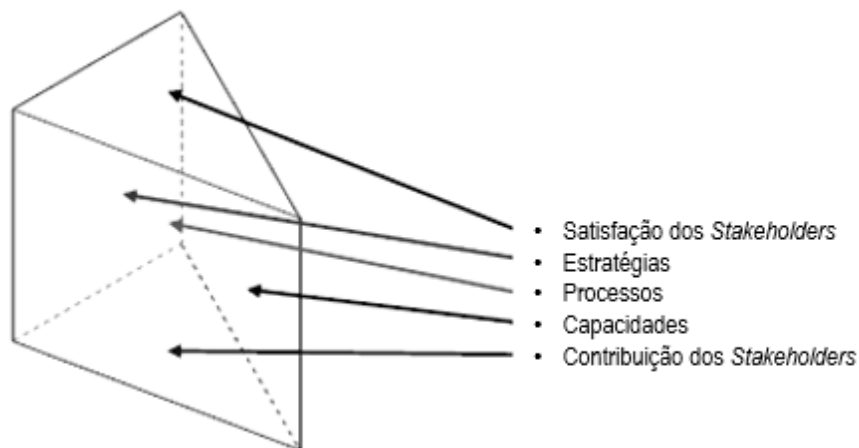 • Satisfação dos Stakeholders
• Estratégias
• Processos
• Capacidades
• Contribuição dos Stakeholders